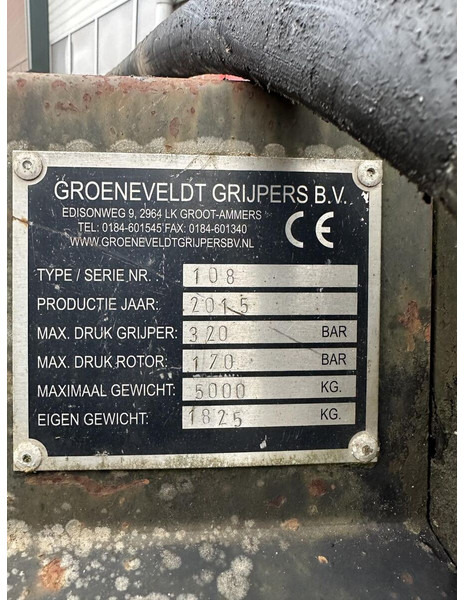 GROENEVELDT GRIJPERS B.V.
EDISONWEG 9, 2964 LK GROOT-AMMERS
TEL: 0184-601545 FAX: 0184-601340
WWW.GROENEVELDTGRIJPERSBV.NL
CE
TYPE / SERIE NR. 108
PRODUCTIE JAAR: 2015
MAX. DRUK GRIJPER: 320 BAR
MAX. DRUK ROTOR: 170 BAR
MAXIMAAL GEWICHT: 5000 KG.
EIGEN GEWICHT: 1825 KG.